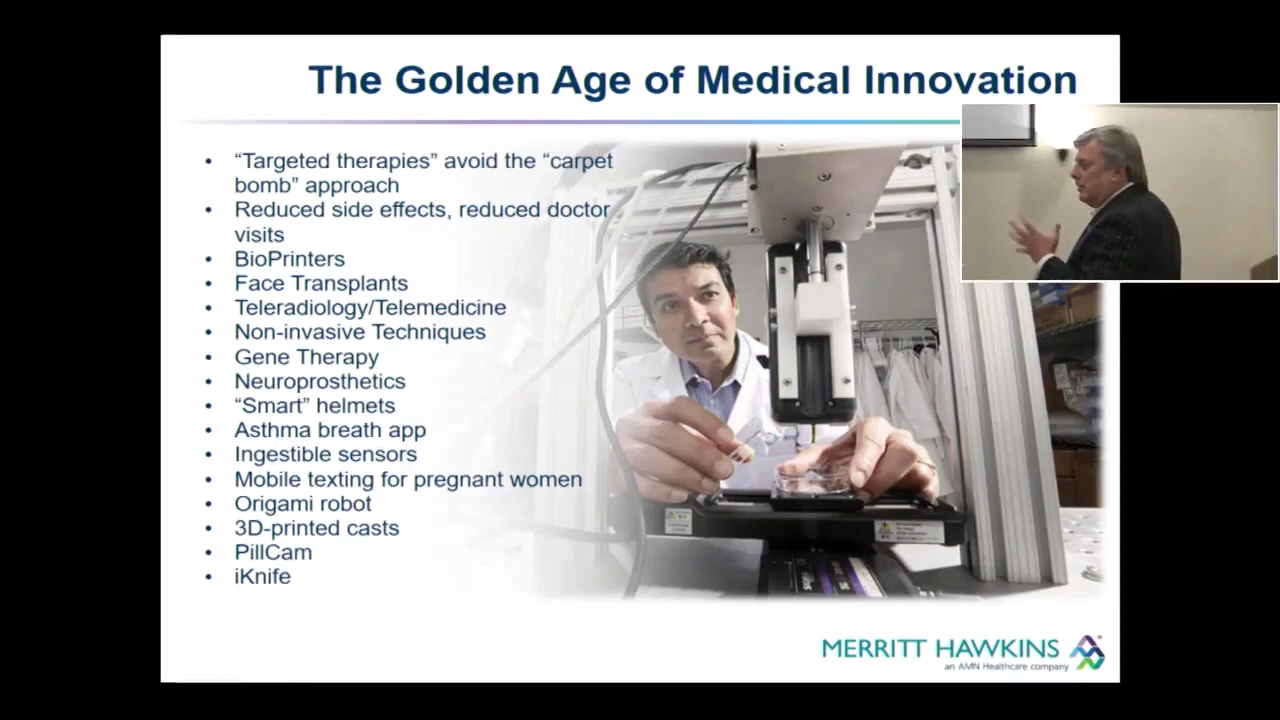 The Golden Age of Medical Innovation
• “Targeted therapies” avoid the “carpet
bomb” approach
• Reduced side effects, reduced doctor
visits
• BioPrinters
• Face Transplants
• Teleradiology/Telemedicine
• Non-invasive Techniques
• Gene Therapy
• Neuroprosthetics
• “Smart” helmets
• Asthma breath app
• Ingestible sensors
• Mobile texting for pregnant women
• Origami robot
• 3D-printed casts
• PillCam
• iKnife
MERRITT HAWKINS
an AMN Healthcare company